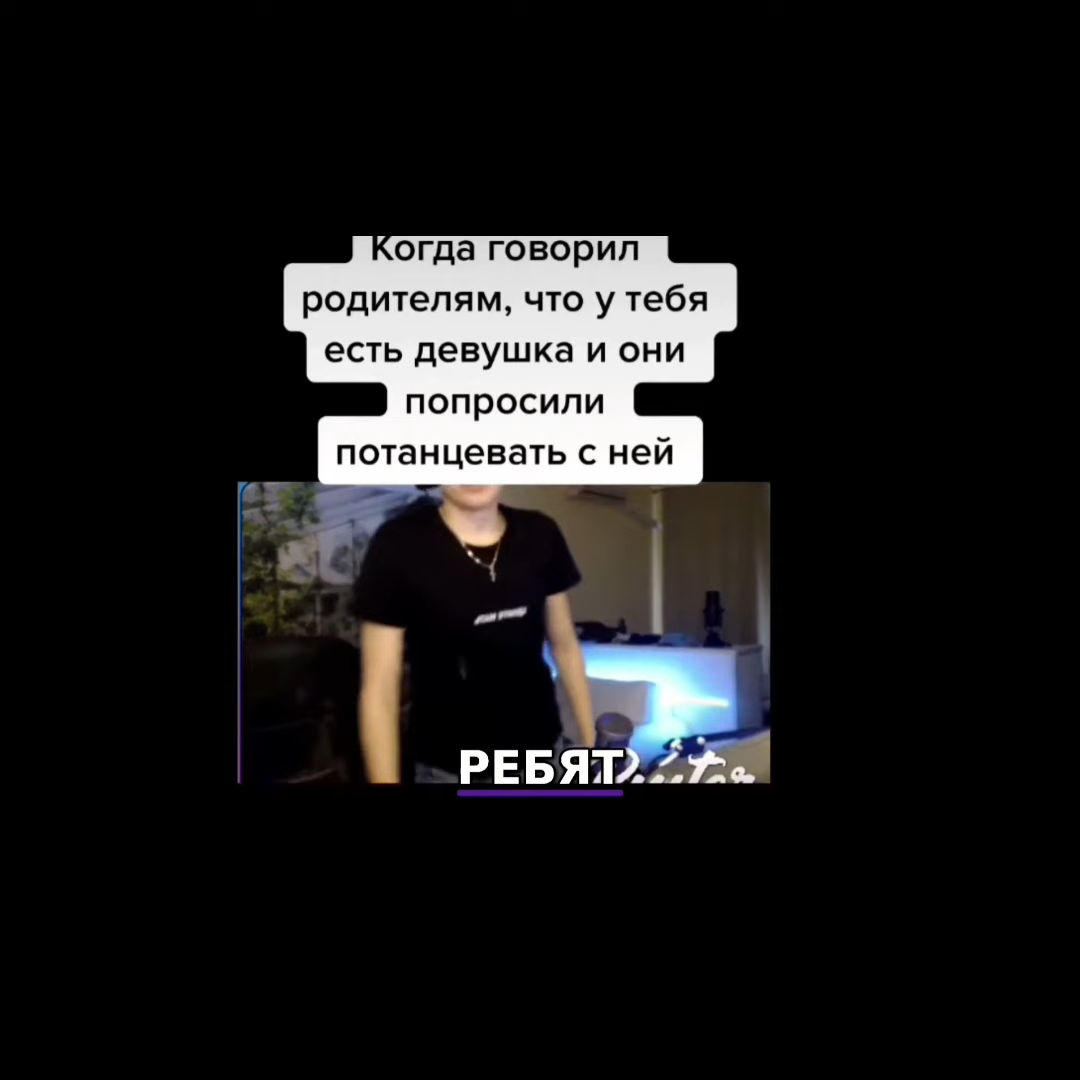 Когда говорил
родителям, что у тебя
есть девушка и они
попросили
потанцевать с ней
РЕБЯТ